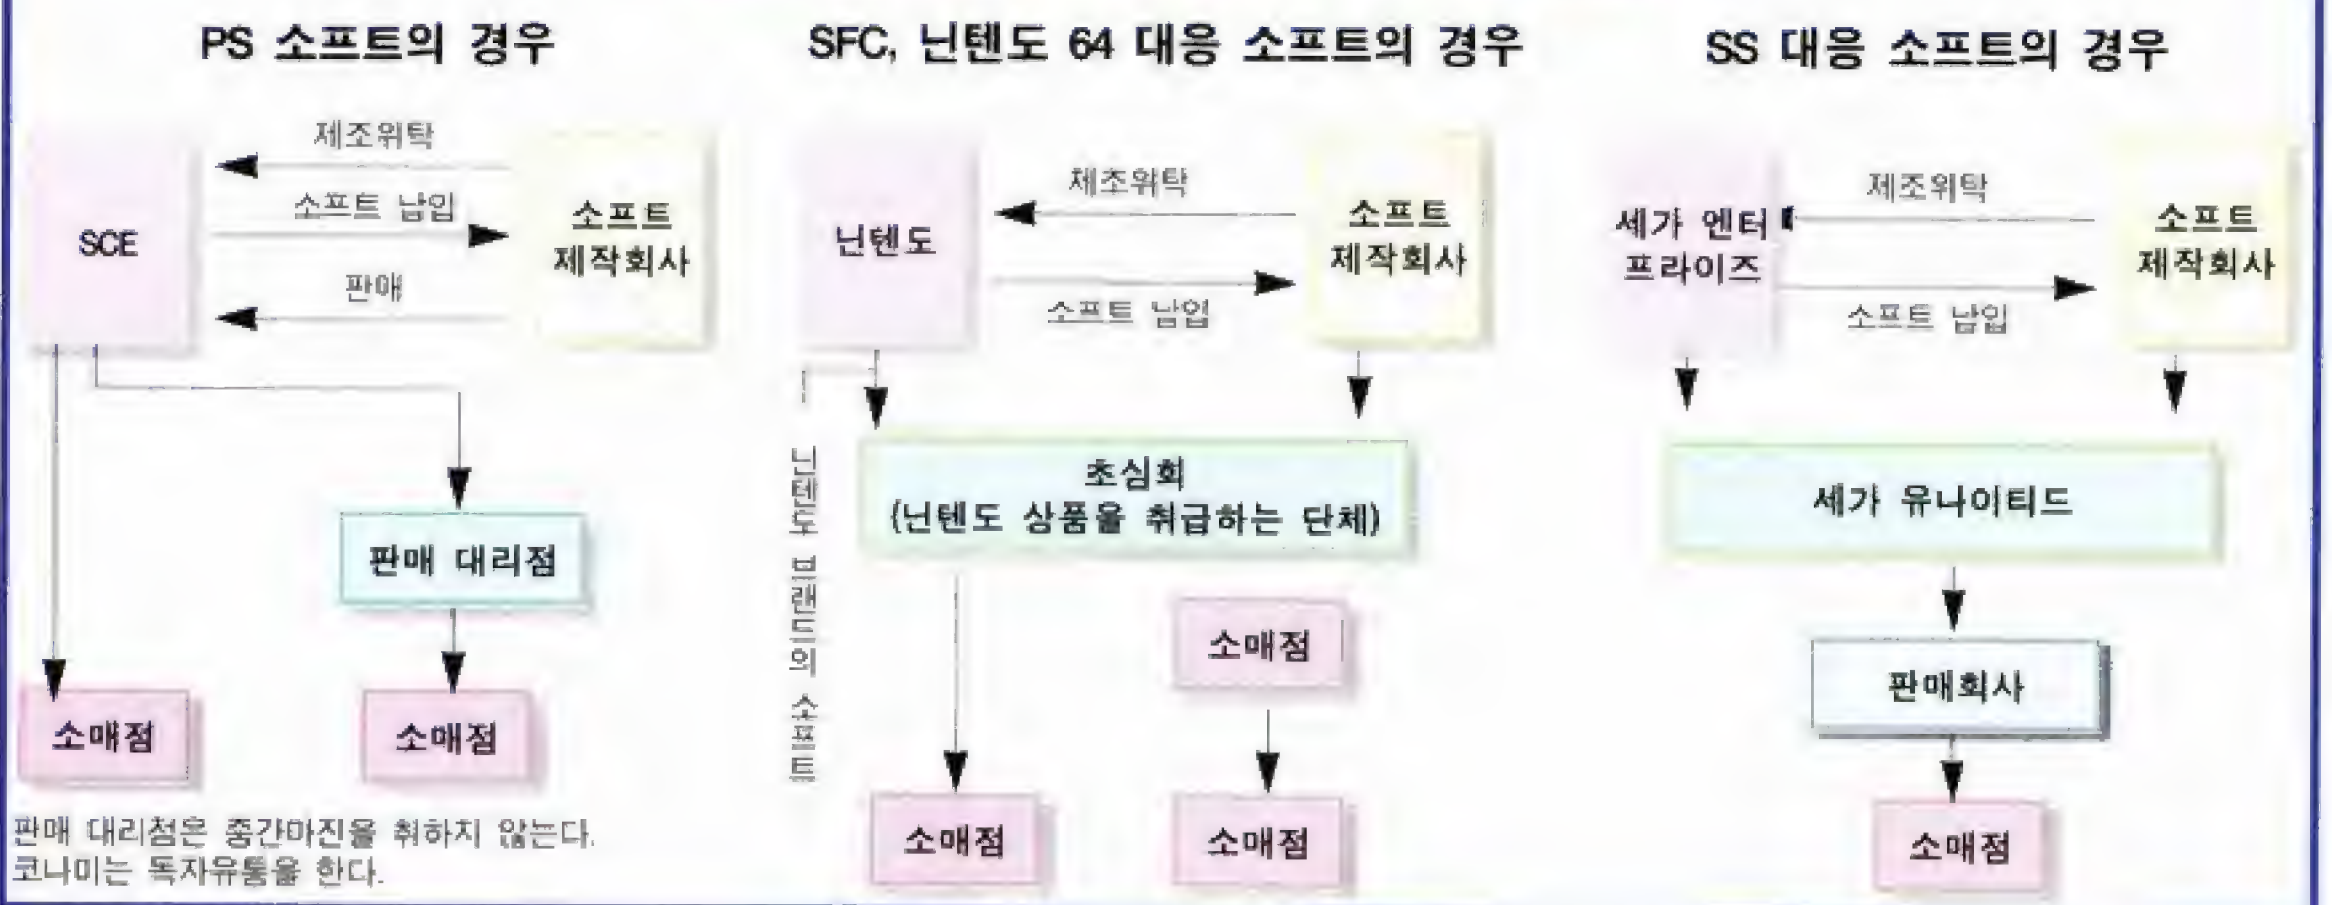 PS 소프트의 경우
제조위탁
소프트 납입
판매
SCE
소프트
제작회사
판매 대리점
소매점
소매점
판매 대리점은 중간마진을 취하지 않는다.
코나미는 독자유통을 한다.
SFC, 닌텐도 64 대응 소프트의 경우
제조위탁
소프트 납입
닌텐도
소프트
제작회사
초심회
(닌텐도 상품을 취급하는 단체)
닌텐도 브랜드의 소프트
소매점
소매점
소매점
SS 대응 소프트의 경우
제조위탁
소프트 납입
세가 엔터
프라이즈
소프트
제작회사
세가 유나이티드
판매회사
소매점